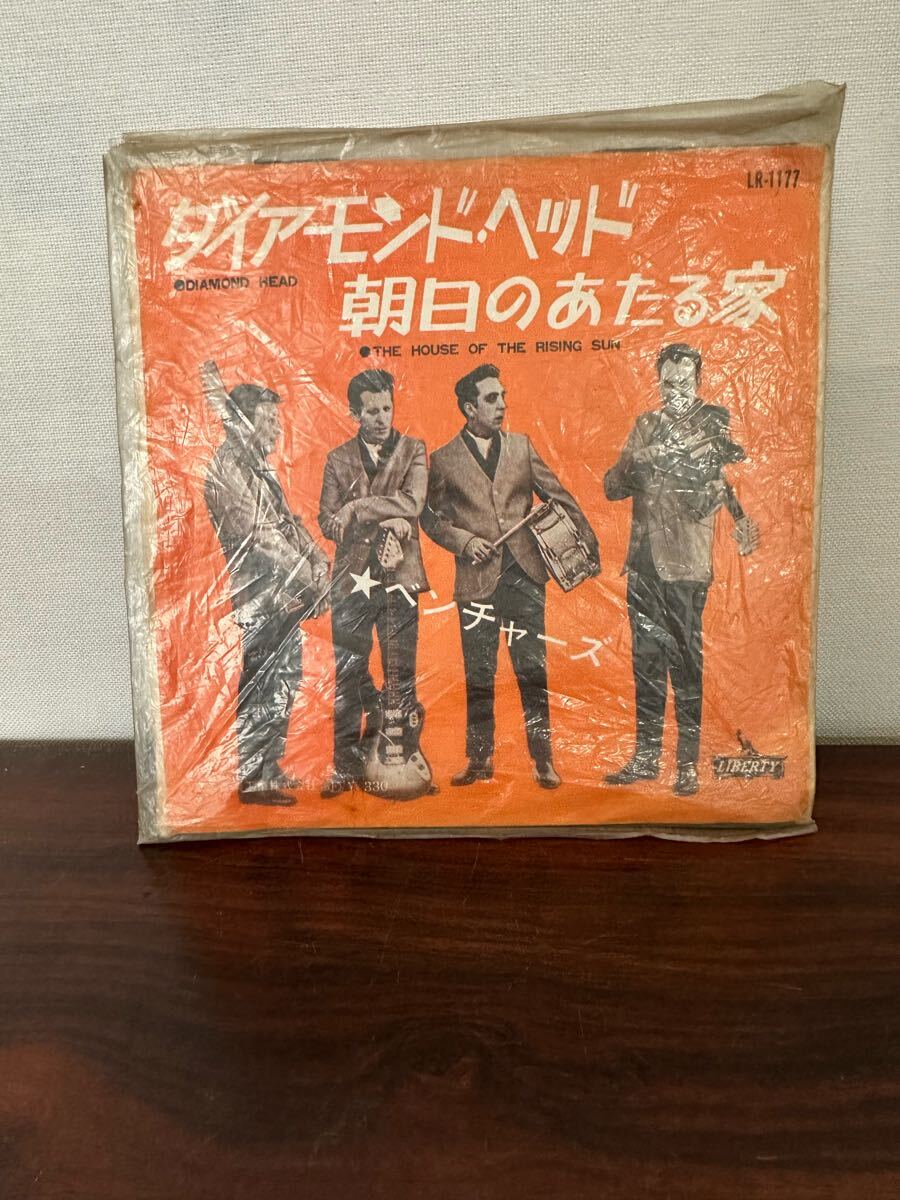 LR-1177
ダイアモンド・ヘッド
●DIAMOND HEAD
朝日のあたる家
●THE HOUSE OF THE RISING SUN
★ベンチャーズ
LIBERTY
¥ 330